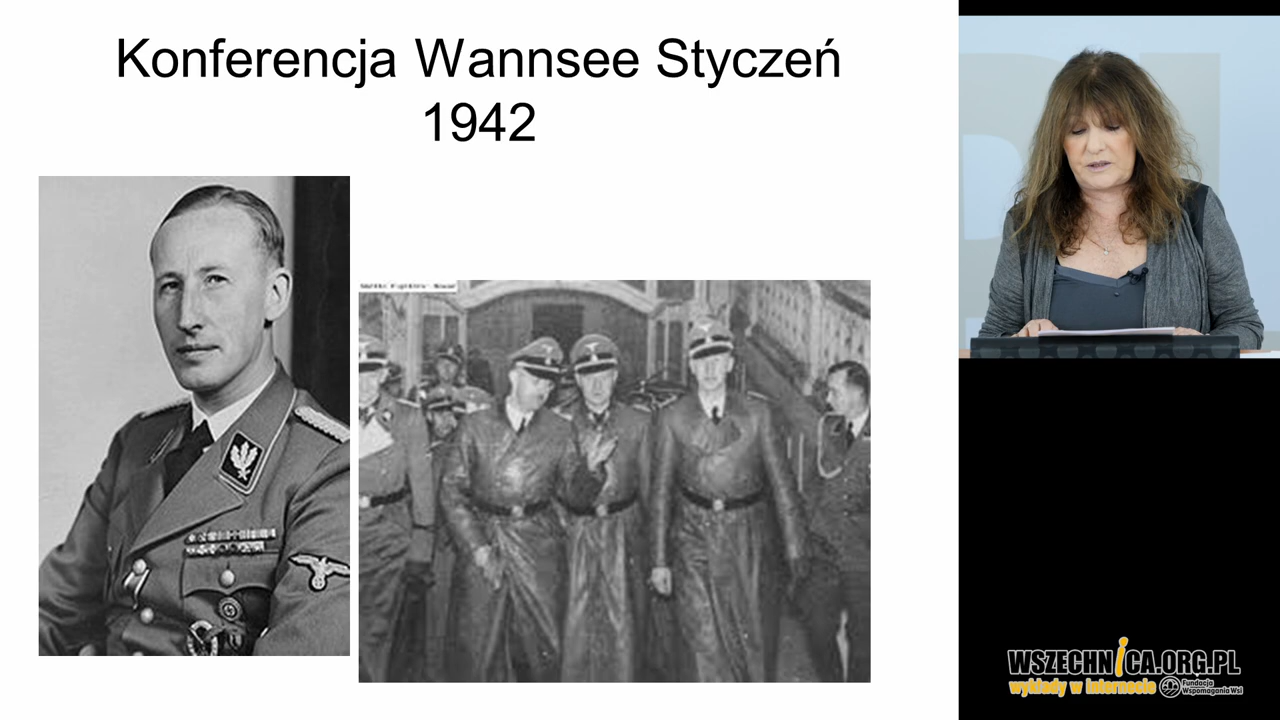 Konferencja Wannsee Styczeń
1942
WSZECHNICA.ORG.PL
wykłady w internecie
Fundacja
Wspomagania Wsi